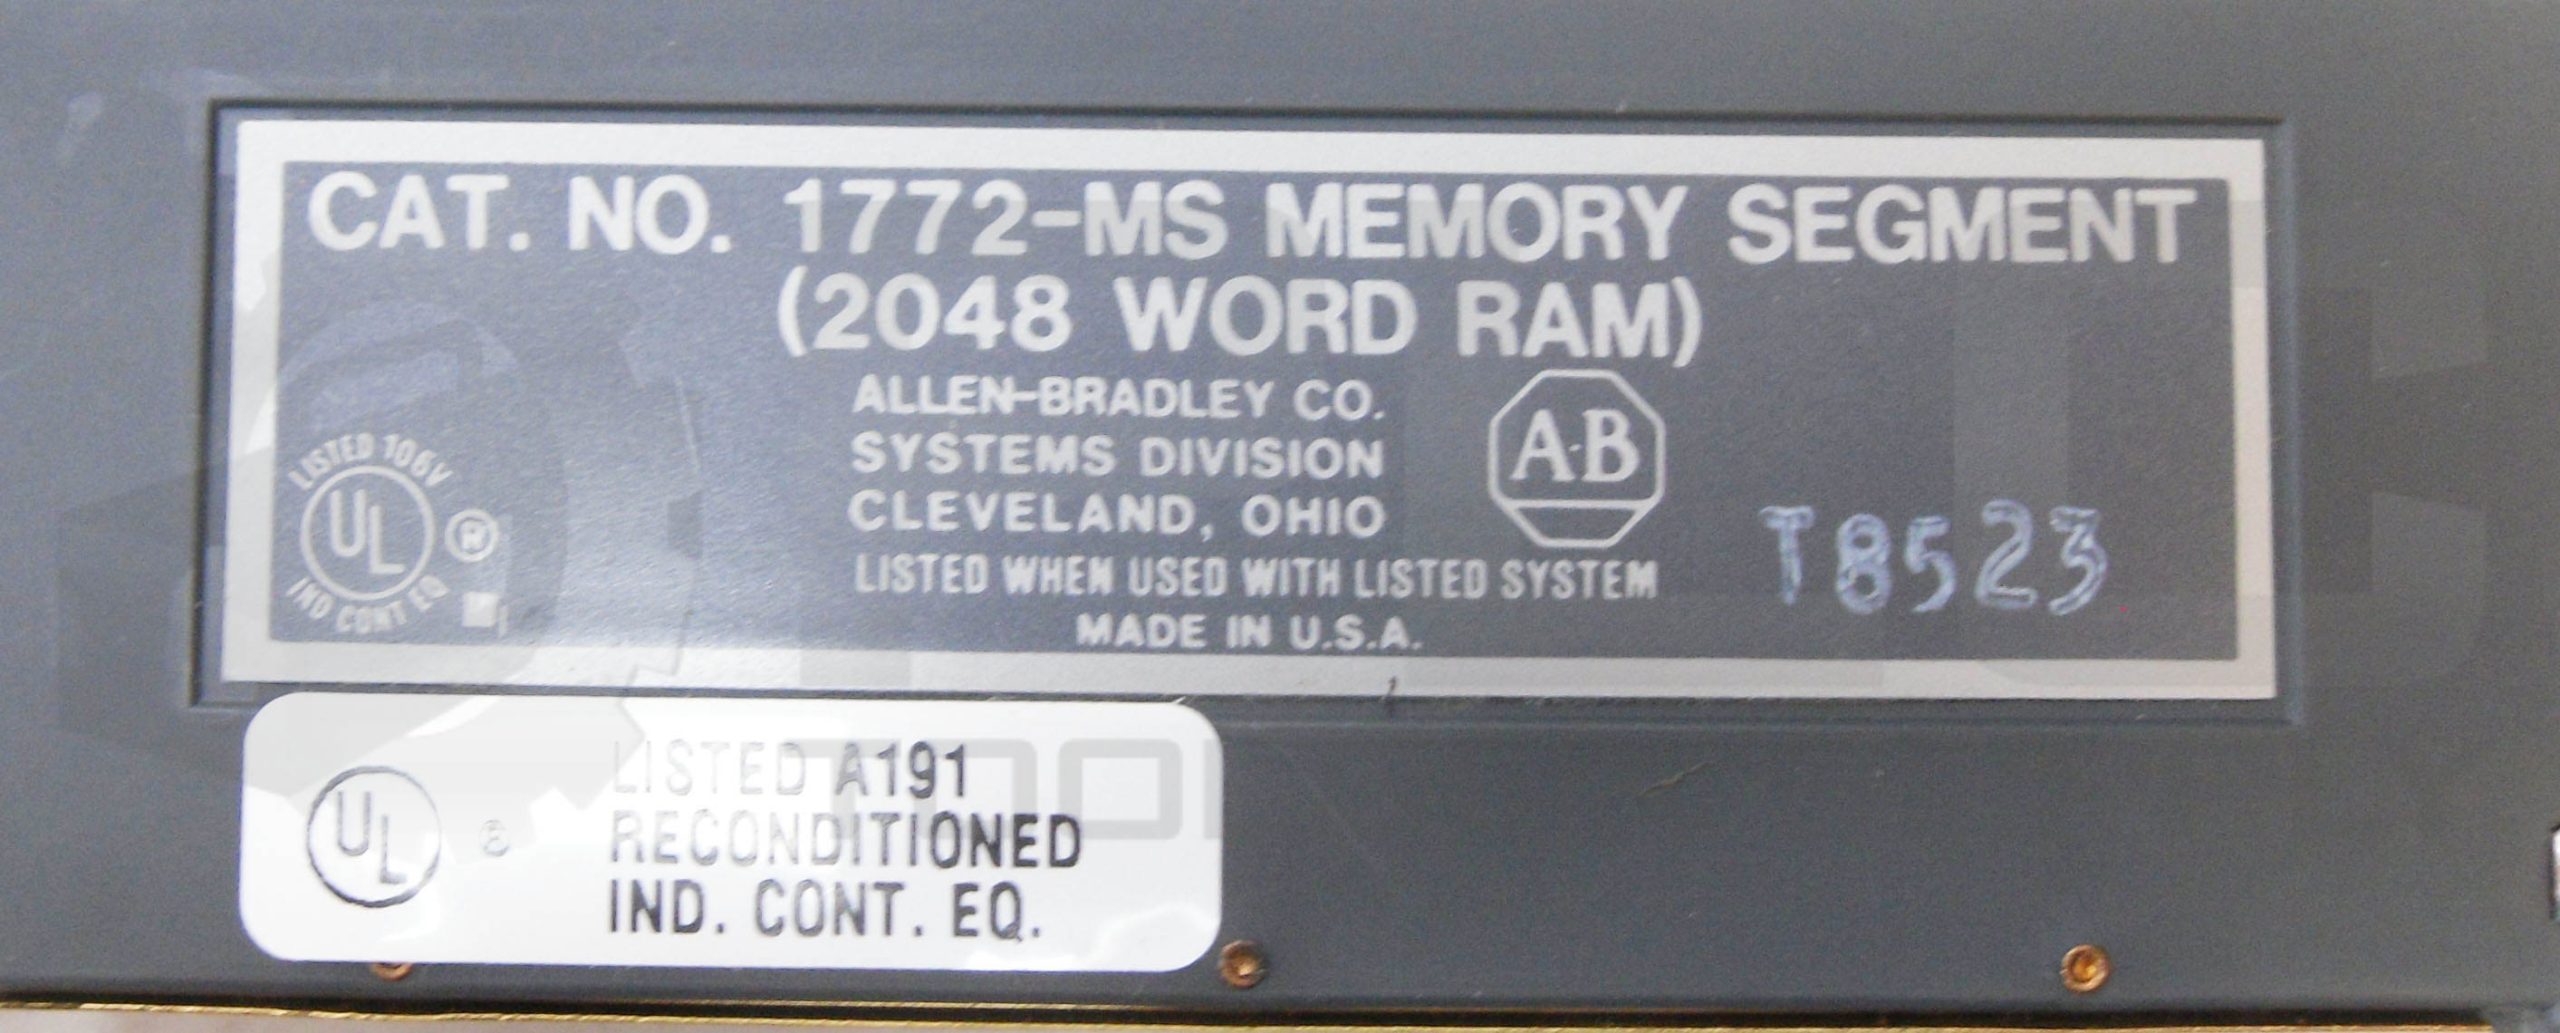 CAT. NO. 1772-MS MEMORY SEGMENT
(2048 WORD RAM)
ALLEN-BRADLEY CO.
SYSTEMS DIVISION
CLEVELAND, OHIO
A-B
LISTED WHEN USED WITH LISTED SYSTEM
MADE IN U.S.A.
LISTED 106V
UL ®
IND CONT EQ
T8523
UL ®
LISTED A191
RECONDITIONED
IND. CONT. EQ.